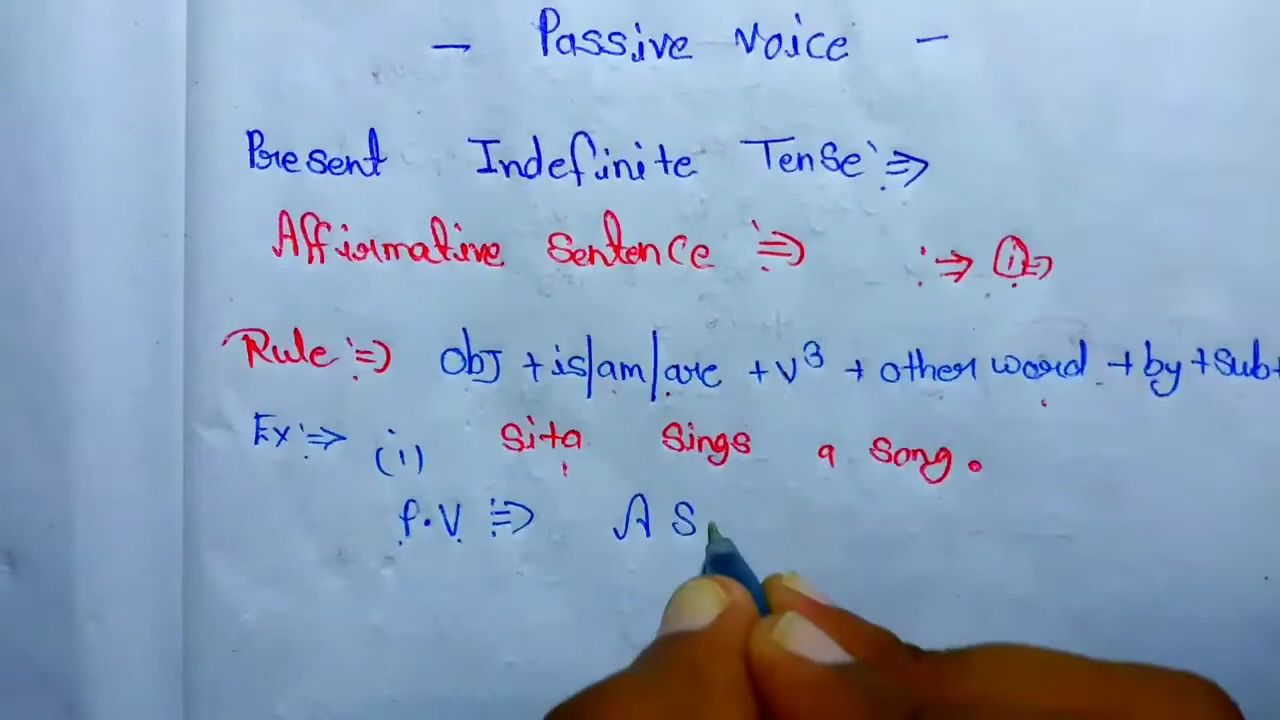 - Passive Voice -
Present Indefinite Tense :⇒
Affirmative Sentence :⇒ :⇒ (i)⇒
Rule :⇒ obj + is/am/are + v³ + other word + by + sub+
Ex :⇒ (i) Sita Sings a Song.
P.V :⇒ A S